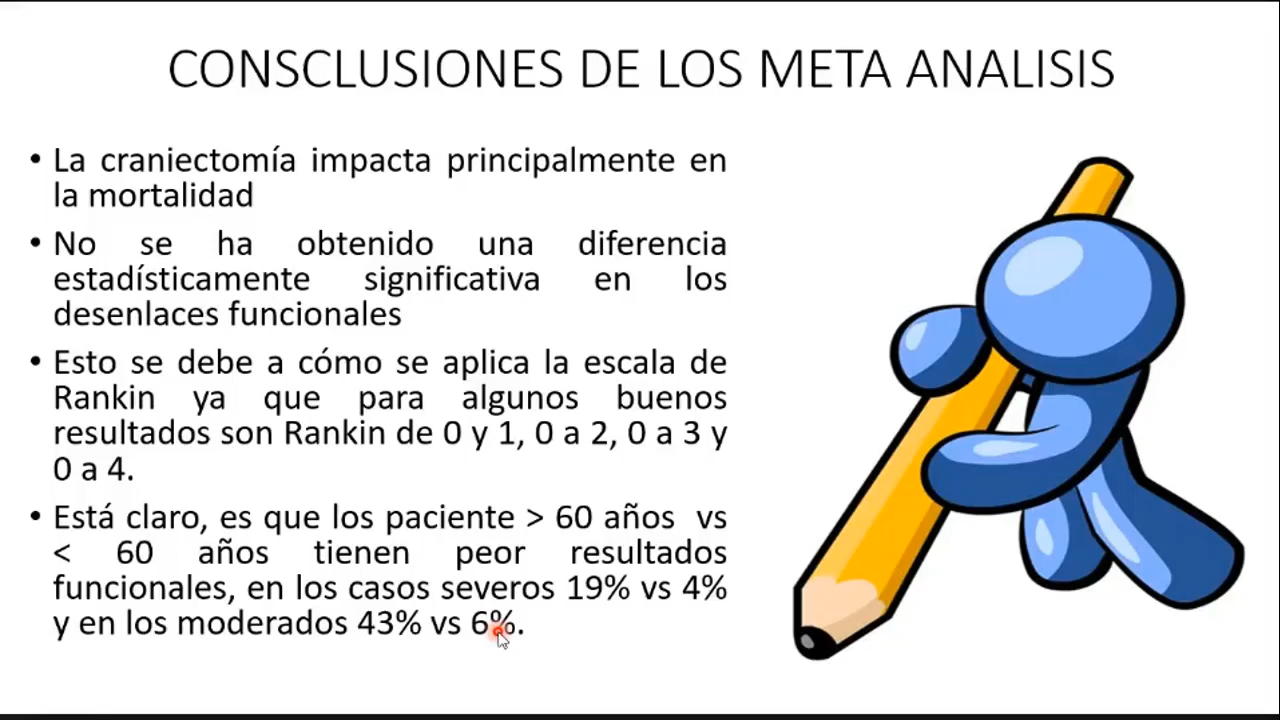 CONSCLUSIONES DE LOS META ANALISIS
• La craniectomía impacta principalmente en
la mortalidad
• No se ha obtenido una diferencia
estadísticamente significativa en los
desenlaces funcionales
• Esto se debe a cómo se aplica la escala de
Rankin ya que para algunos buenos
resultados son Rankin de 0 y 1, 0 a 2, 0 a 3 y
0 a 4.
• Está claro, es que los paciente > 60 años vs
< 60 años tienen peor resultados
funcionales, en los casos severos 19% vs 4%
y en los moderados 43% vs 6%.